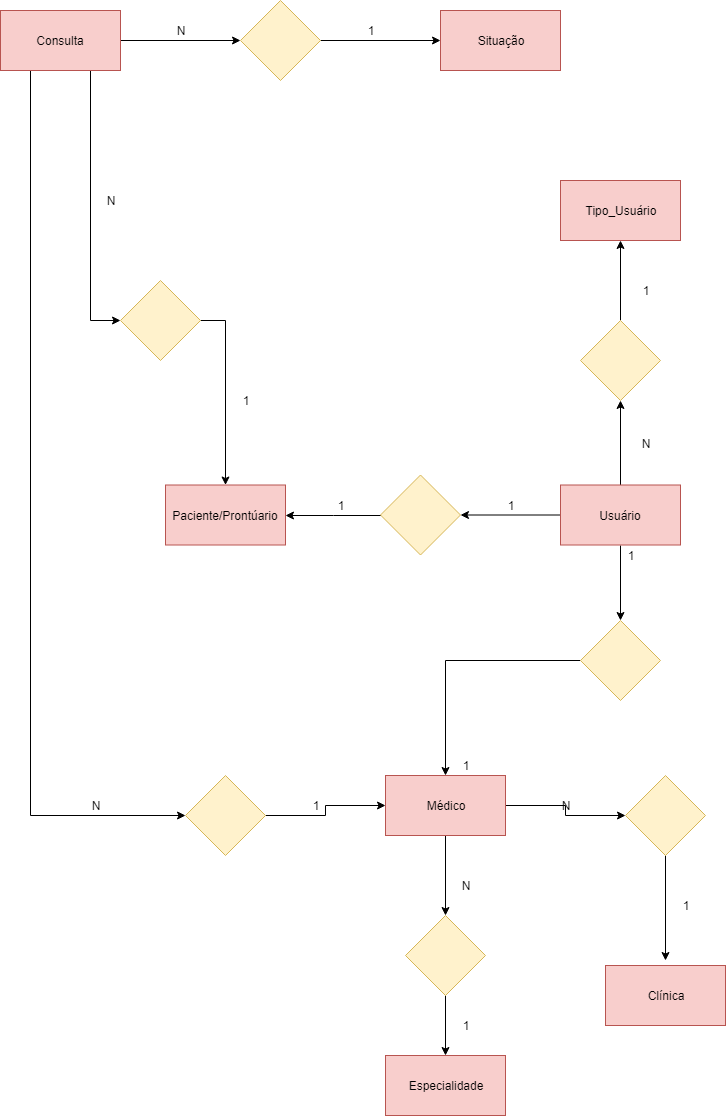 Consulta
N
1
Situação
N
Tipo_Usuário
1
1
N
Paciente/Prontúario
1
1
Usuário
1
1
N
1
Médico
N
N
1
Clínica
1
Especialidade